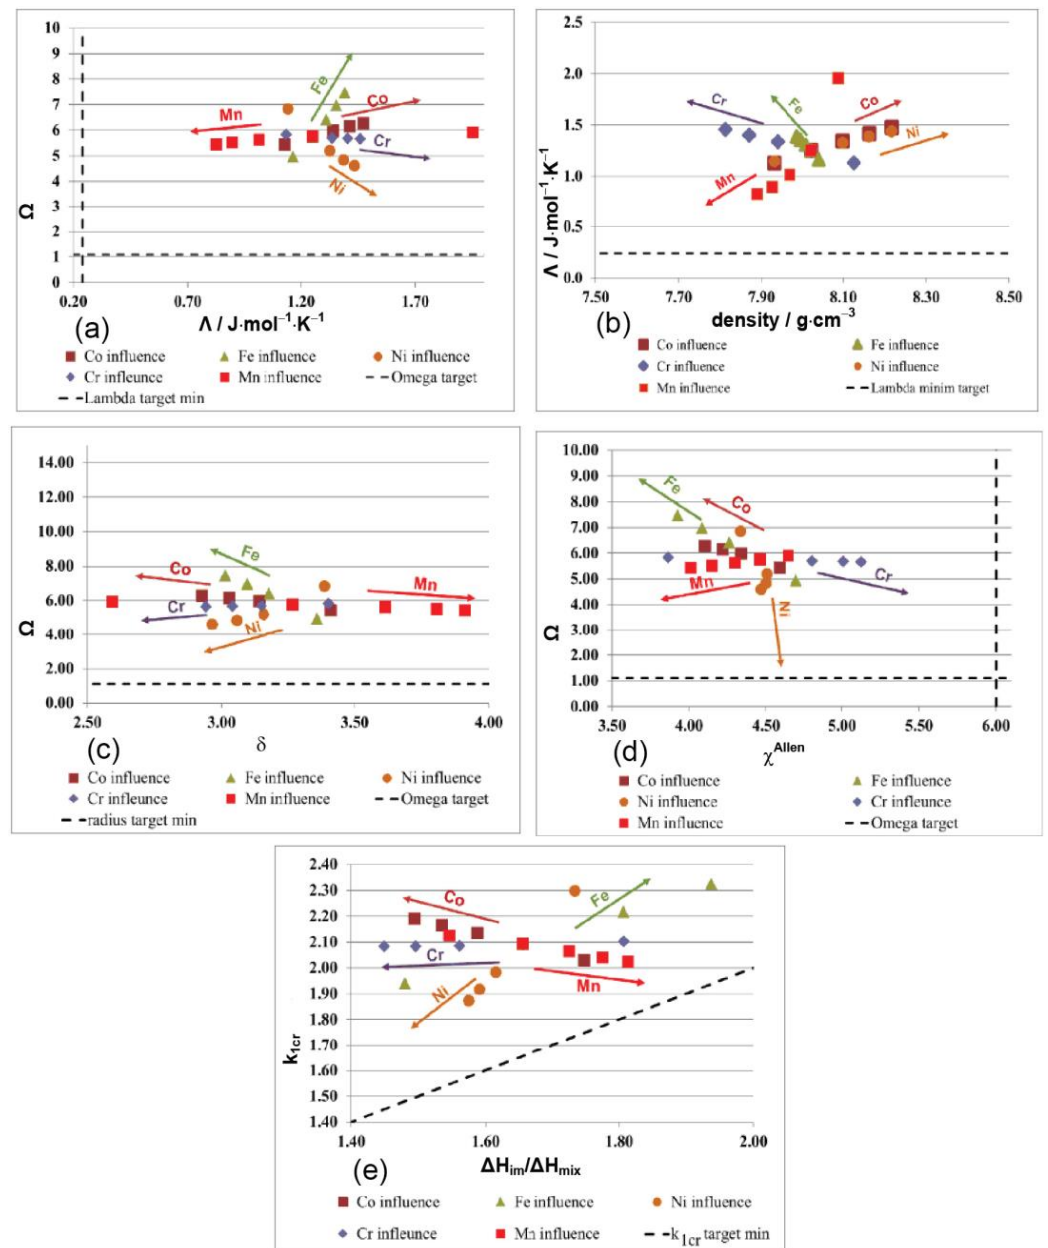 10
9
8
7
6
5
4
3
2
1
0
Ω
Fe
Co
Mn
Cr
Ni
0.20 0.70 1.20 1.70
(a)
Λ / J·mol⁻¹·K⁻¹
Co influence Fe influence Ni influence
Cr infleunce Mn influence Omega target
Lambda target min
2.5
2.0
1.5
1.0
0.5
0.0
Λ / J·mol⁻¹·K⁻¹
Cr
Fe
Co
Ni
Mn
7.50 7.70 7.90 8.10 8.30 8.50
(b)
density / g·cm⁻³
Co influence Fe influence
Cr influence Ni influence
Mn influence Lambda minim target
14.00
12.00
10.00
8.00
6.00
4.00
2.00
0.00
Ω
Fe
Co
Mn
Cr
Ni
2.50 3.00 3.50 4.00
(c)
δ
Co influence Fe influence Ni influence
Cr infleunce Mn influence Omega target
radius target min
10.00
9.00
8.00
7.00
6.00
5.00
4.00
3.00
2.00
1.00
0.00
Ω
Fe
Co
Mn
Cr
Ni
3.50 4.00 4.50 5.00 5.50 6.00
(d)
χAllen
Co influence Fe influence
Ni influence Cr infleunce
Mn influence Omega target
2.40
2.30
2.20
2.10
2.00
1.90
1.80
1.70
1.60
1.50
1.40
k1cr
Co
Fe
Cr
Mn
Ni
1.40 1.60 1.80 2.00
(e)
ΔHim/ΔHmix
Co influence Fe influence Ni influence
Cr infleunce Mn influence k1cr target min